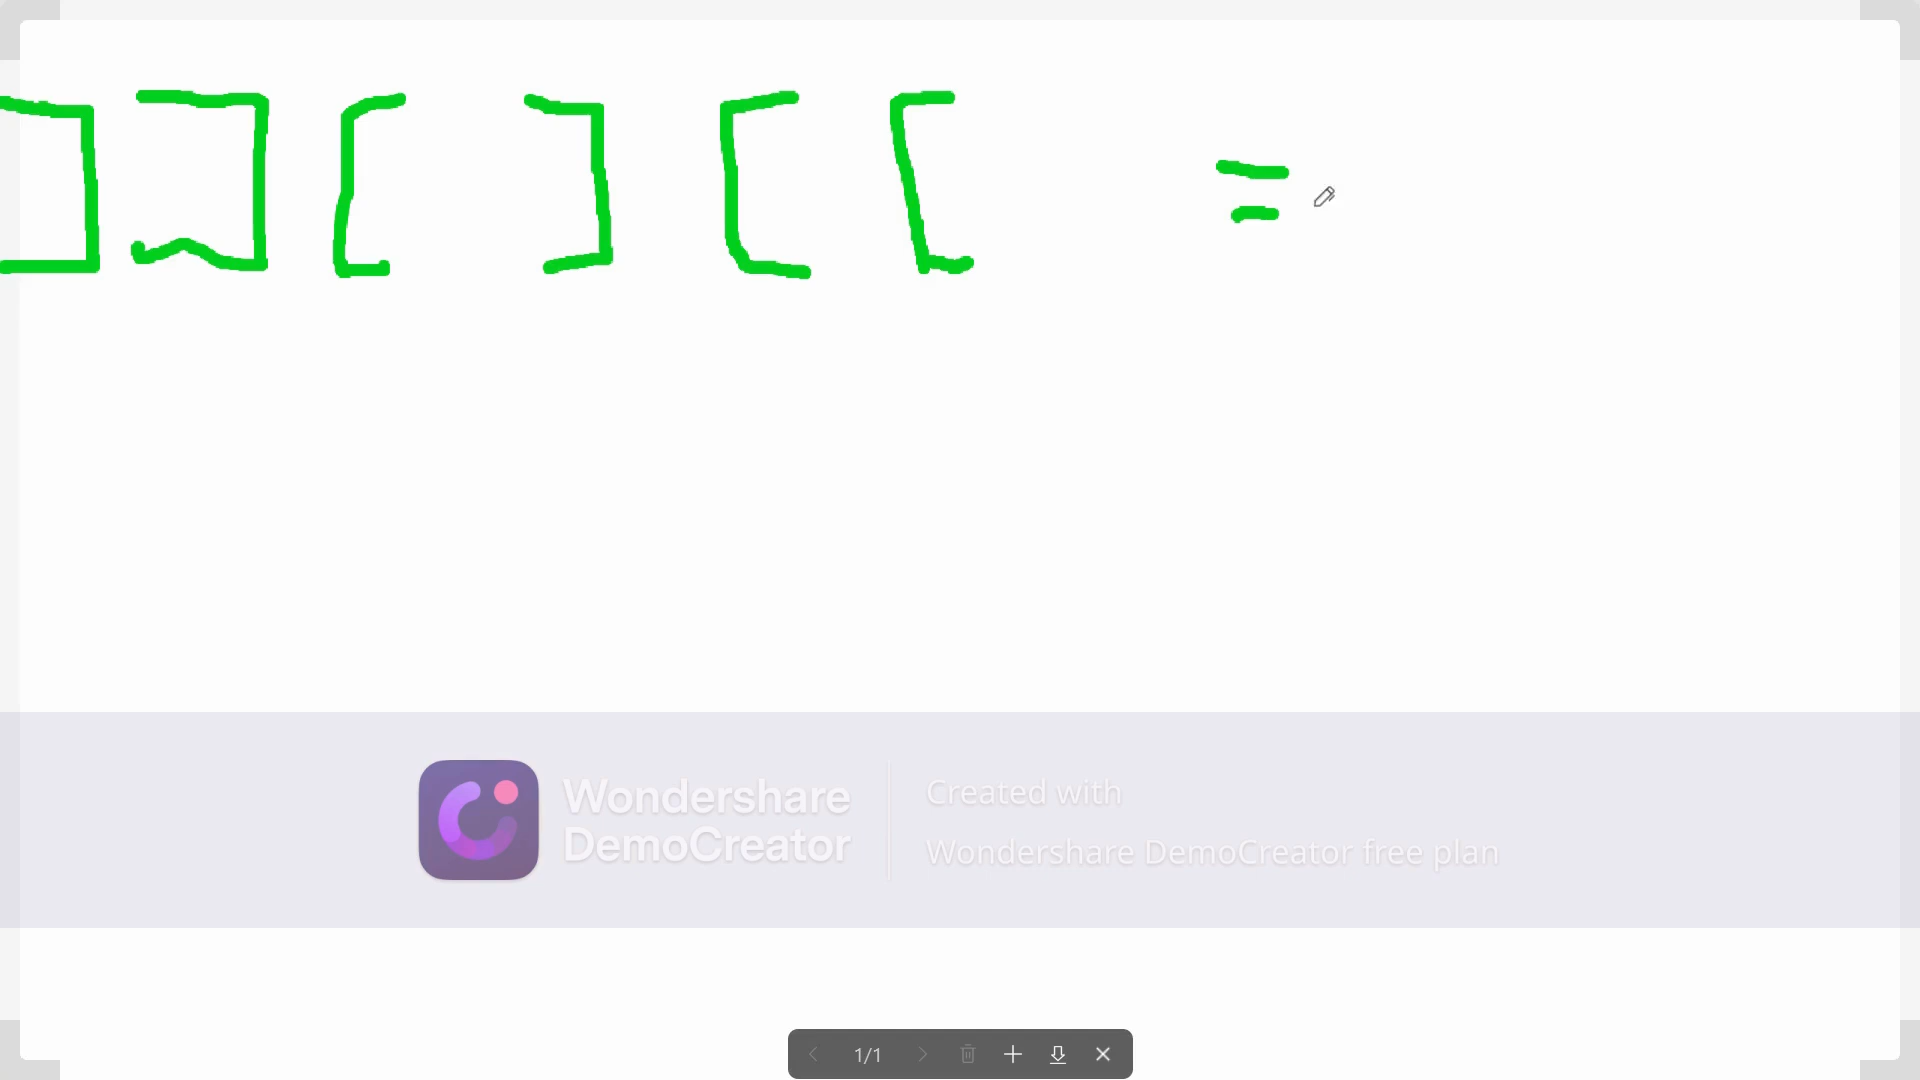 ]][][[ =
Wondershare
DemoCreator
Created with
Wondershare DemoCreator free plan
1/1